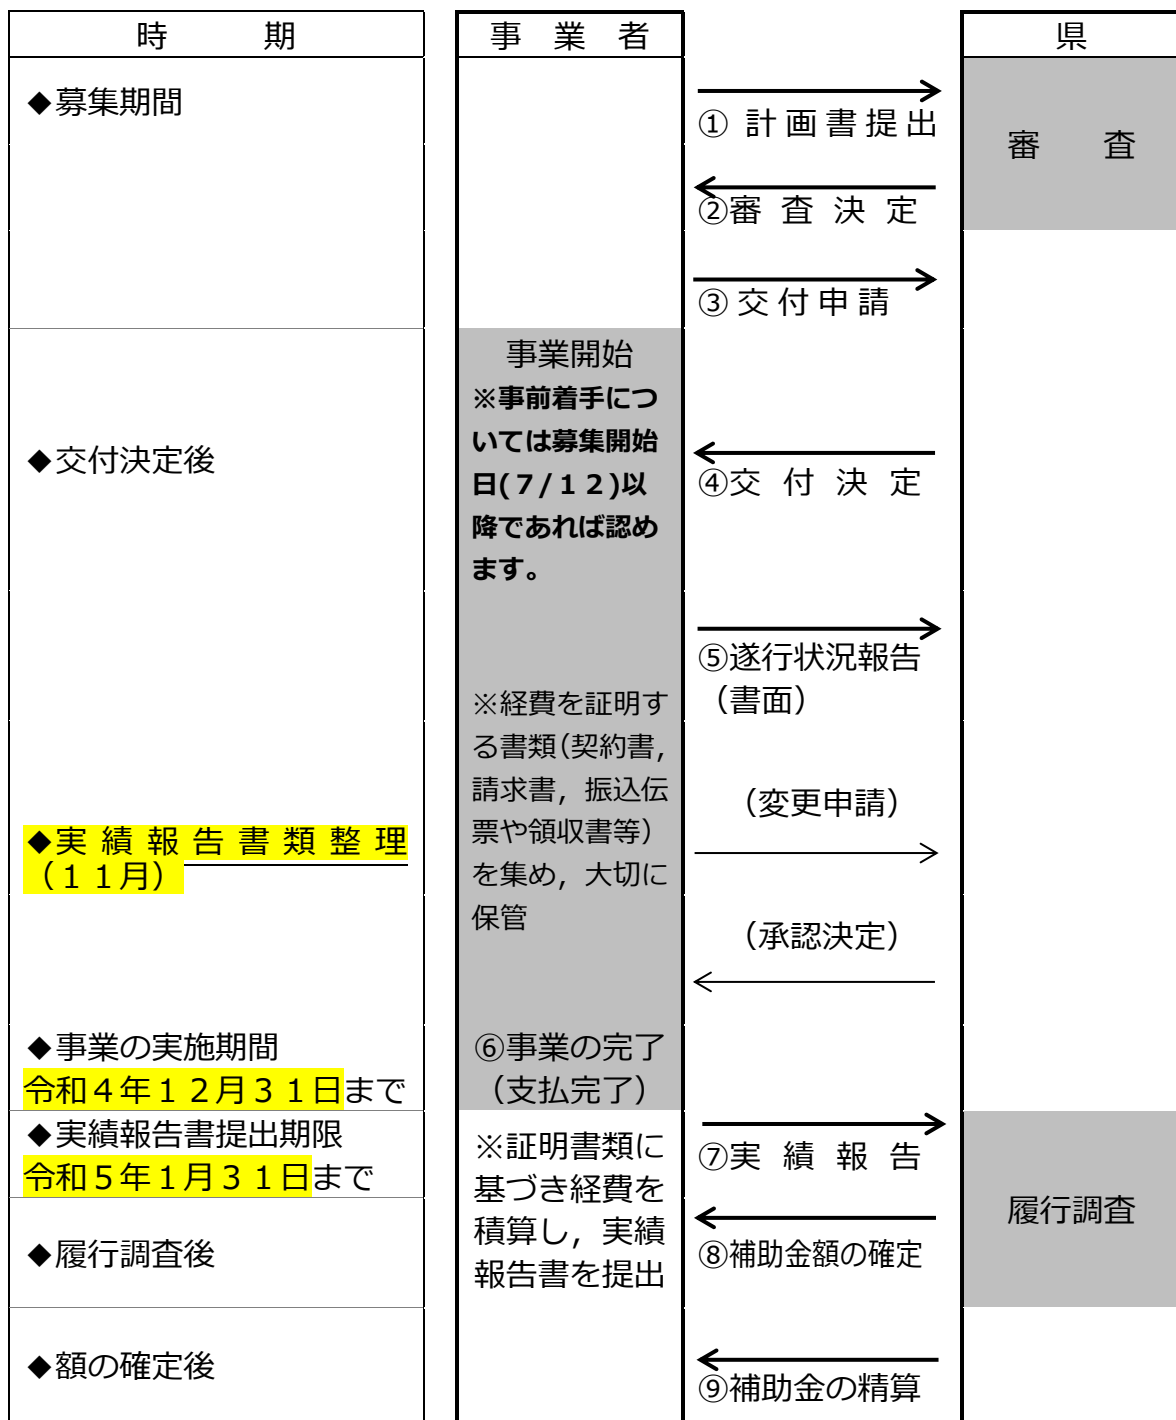 時　期
事　業　者
県
◆募集期間
①計画書提出
審　査
②審査決定
③交付申請
事業開始
※事前着手につ
いては募集開始
日(７/１２)以
降であれば認め
ます。
◆交付決定後
④交付決定
⑤遂行状況報告
（書面）
※経費を証明す
る書類（契約書，
請求書，振込伝
票や領収書等）
を集め，大切に
保管
（変更申請）
◆実績報告書類整理
（１１月）
（承認決定）
◆事業の実施期間
令和４年１２月３１日まで
⑥事業の完了
（支払完了）
◆実績報告書提出期限
令和５年１月３１日まで
※証明書類に
基づき経費を
積算し，実績
報告書を提出
⑦実績報告
履行調査
◆履行調査後
⑧補助金額の確定
◆額の確定後
⑨補助金の精算